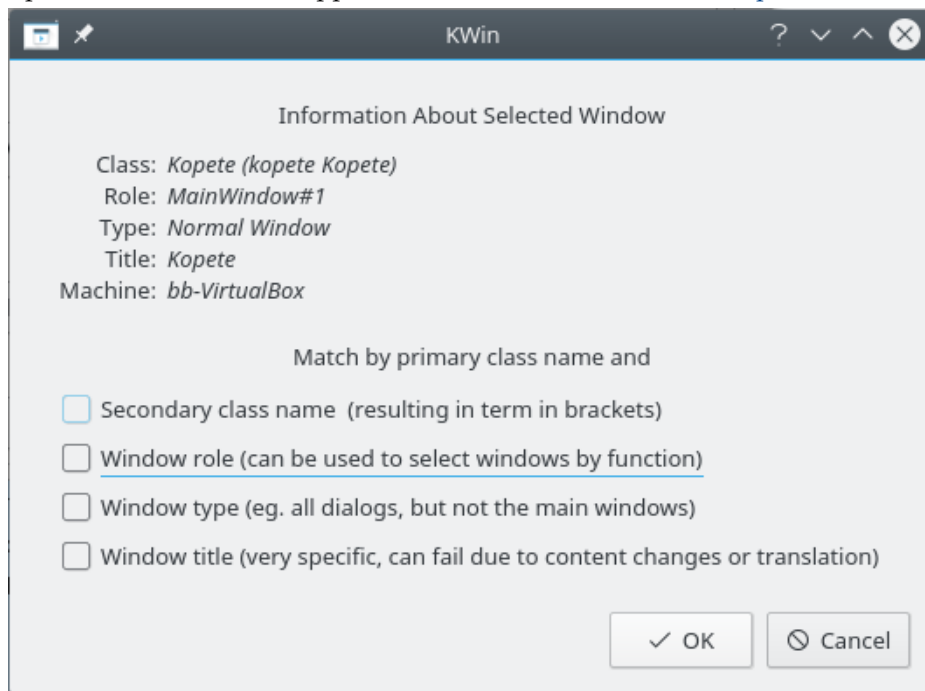 KWin
Information About Selected Window
Class: Kopete (kopete Kopete)
Role: MainWindow#1
Type: Normal Window
Title: Kopete
Machine: bb-VirtualBox
Match by primary class name and
Secondary class name (resulting in term in brackets)
Window role (can be used to select windows by function)
Window type (eg. all dialogs, but not the main windows)
Window title (very specific, can fail due to content changes or translation)
OK Cancel